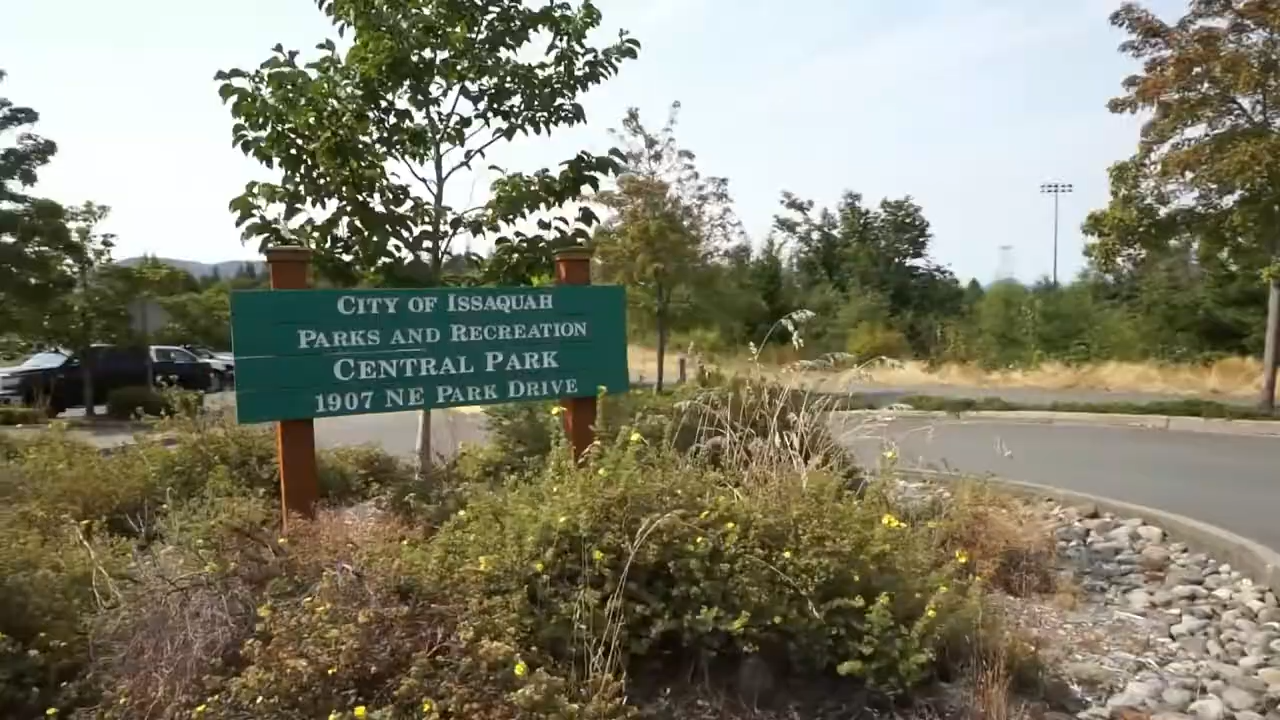 CITY OF ISSAQUAH
PARKS AND RECREATION
CENTRAL PARK
1907 NE PARK DRIVE